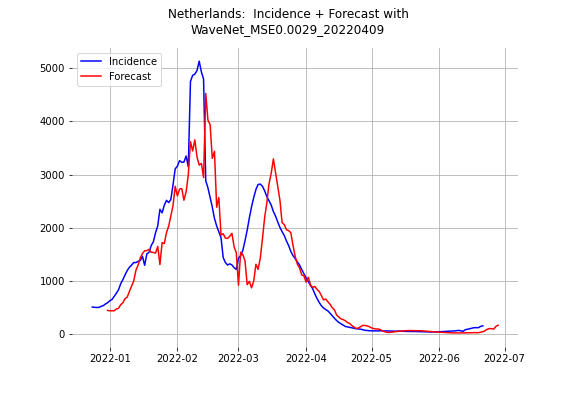 Netherlands:  Incidence + Forecast with
WaveNet_MSE0.0029_20220409
Incidence
Forecast
5000
4000
3000
2000
1000
0
2022-01 2022-02 2022-03 2022-04 2022-05 2022-06 2022-07